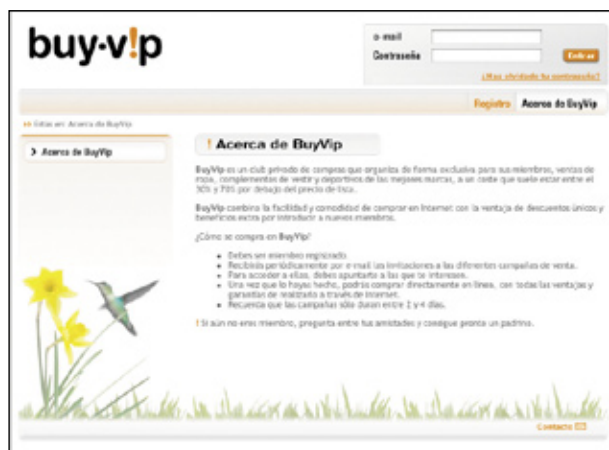 buy·v!p
e-mail
Contraseña
Entrar
¿Has olvidado tu contraseña?
Registro Acerca de BuyVip
Estás en: Acerca de BuyVip
> Acerca de BuyVip
! Acerca de BuyVip
BuyVip es un club privado de compras que organiza de forma exclusiva para sus miembros, ventas de
ropa, complementos de vestir y deportivos de las mejores marcas, a un coste que suele estar entre el
30% y 70% por debajo del precio de lista.
BuyVip combina la facilidad y comodidad de comprar en Internet con la ventaja de descuentos únicos y
beneficios extra por introducir a nuevos miembros.
¿Cómo se compra en BuyVip?
• Debes ser miembro registrado.
• Recibirás periódicamente por e-mail las invitaciones a las diferentes campañas de venta.
• Para acceder a ellas, debes apuntarte a las que te interesen.
• Una vez que lo hayas hecho, podrás comprar directamente en línea, con todas las ventajas y
garantías de realizarlo a través de Internet.
• Recuerda que las campañas sólo duran entre 2 y 4 días.
! Si aún no eres miembro, pregunta entre tus amistades y consigue pronto un padrino.
Contacto